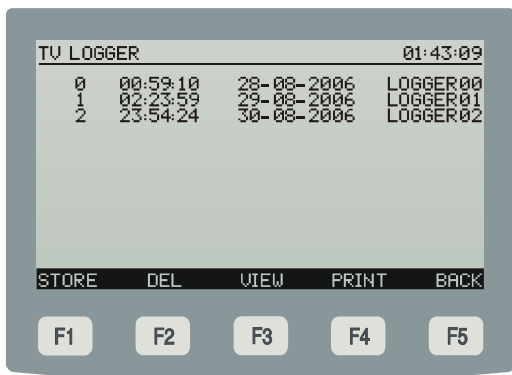 TV LOGGER 01:43:09
0 00:59:10 28-08-2006 LOGGER00
1 02:23:59 29-08-2006 LOGGER01
2 23:54:24 30-08-2006 LOGGER02
STORE DEL VIEW PRINT BACK
F1 F2 F3 F4 F5